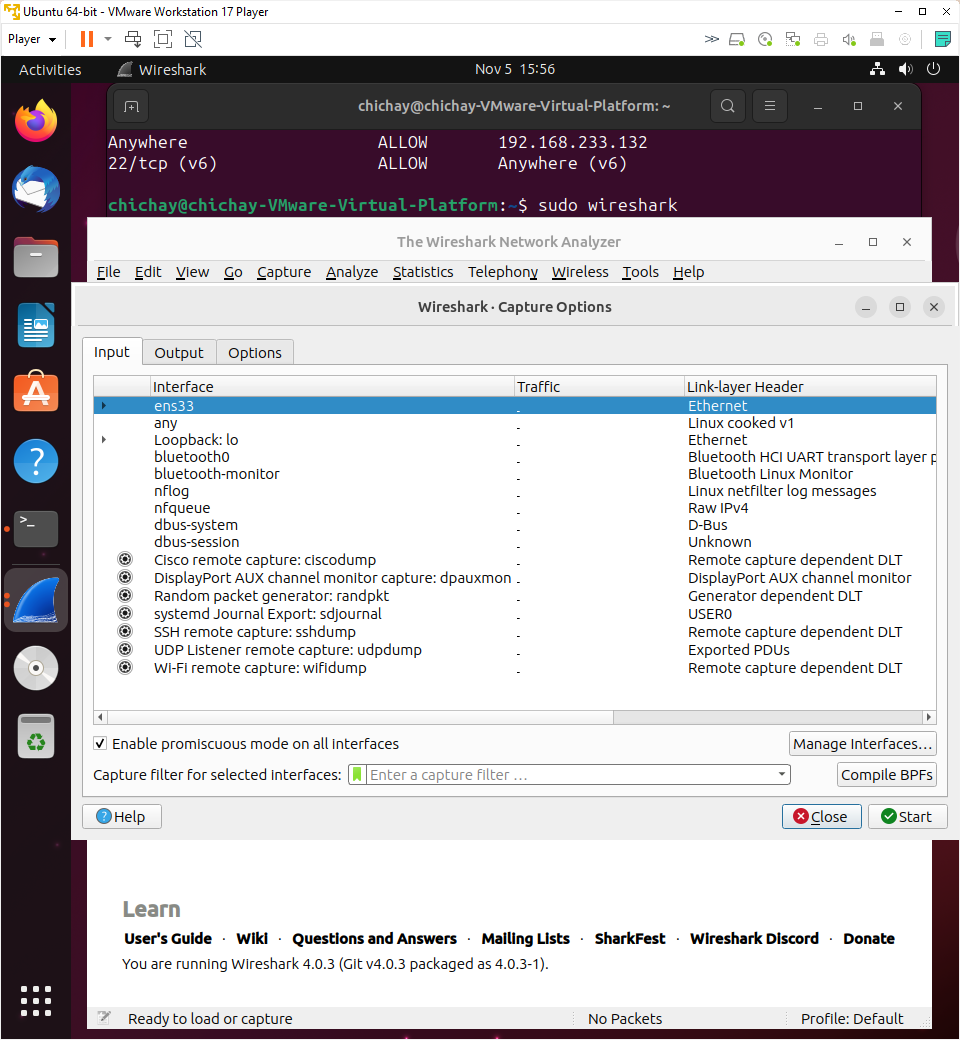 Ubuntu 64-bit - VMware Workstation 17 Player
Player
Activities Wireshark Nov 5 15:56
chichay@chichay-VMware-Virtual-Platform: ~
Anywhere ALLOW 192.168.233.132
22/tcp (v6) ALLOW Anywhere (v6)
chichay@chichay-VMware-Virtual-Platform:~$ sudo wireshark
The Wireshark Network Analyzer
File Edit View Go Capture Analyze Statistics Telephony Wireless Tools Help
Wireshark · Capture Options
Input Output Options
Interface Traffic Link-layer Header
ens33 Ethernet
any Linux cooked v1
Loopback: lo Ethernet
bluetooth0 Bluetooth HCI UART transport layer p
bluetooth-monitor Bluetooth Linux Monitor
nflog Linux netfilter log messages
nfqueue Raw IPv4
dbus-system D-Bus
dbus-session Unknown
Cisco remote capture: ciscodump Remote capture dependent DLT
DisplayPort AUX channel monitor capture: dpauxmon DisplayPort AUX channel monitor
Random packet generator: randpkt Generator dependent DLT
systemd Journal Export: sdjournal USER0
SSH remote capture: sshdump Remote capture dependent DLT
UDP Listener remote capture: udpdump Exported PDUs
Wi-Fi remote capture: wifidump Remote capture dependent DLT
Enable promiscuous mode on all interfaces Manage Interfaces...
Capture filter for selected interfaces: Enter a capture filter ... Compile BPFs
Help Close Start
Learn
User's Guide · Wiki · Questions and Answers · Mailing Lists · SharkFest · Wireshark Discord · Donate
You are running Wireshark 4.0.3 (Git v4.0.3 packaged as 4.0.3-1).
Ready to load or capture No Packets Profile: Default